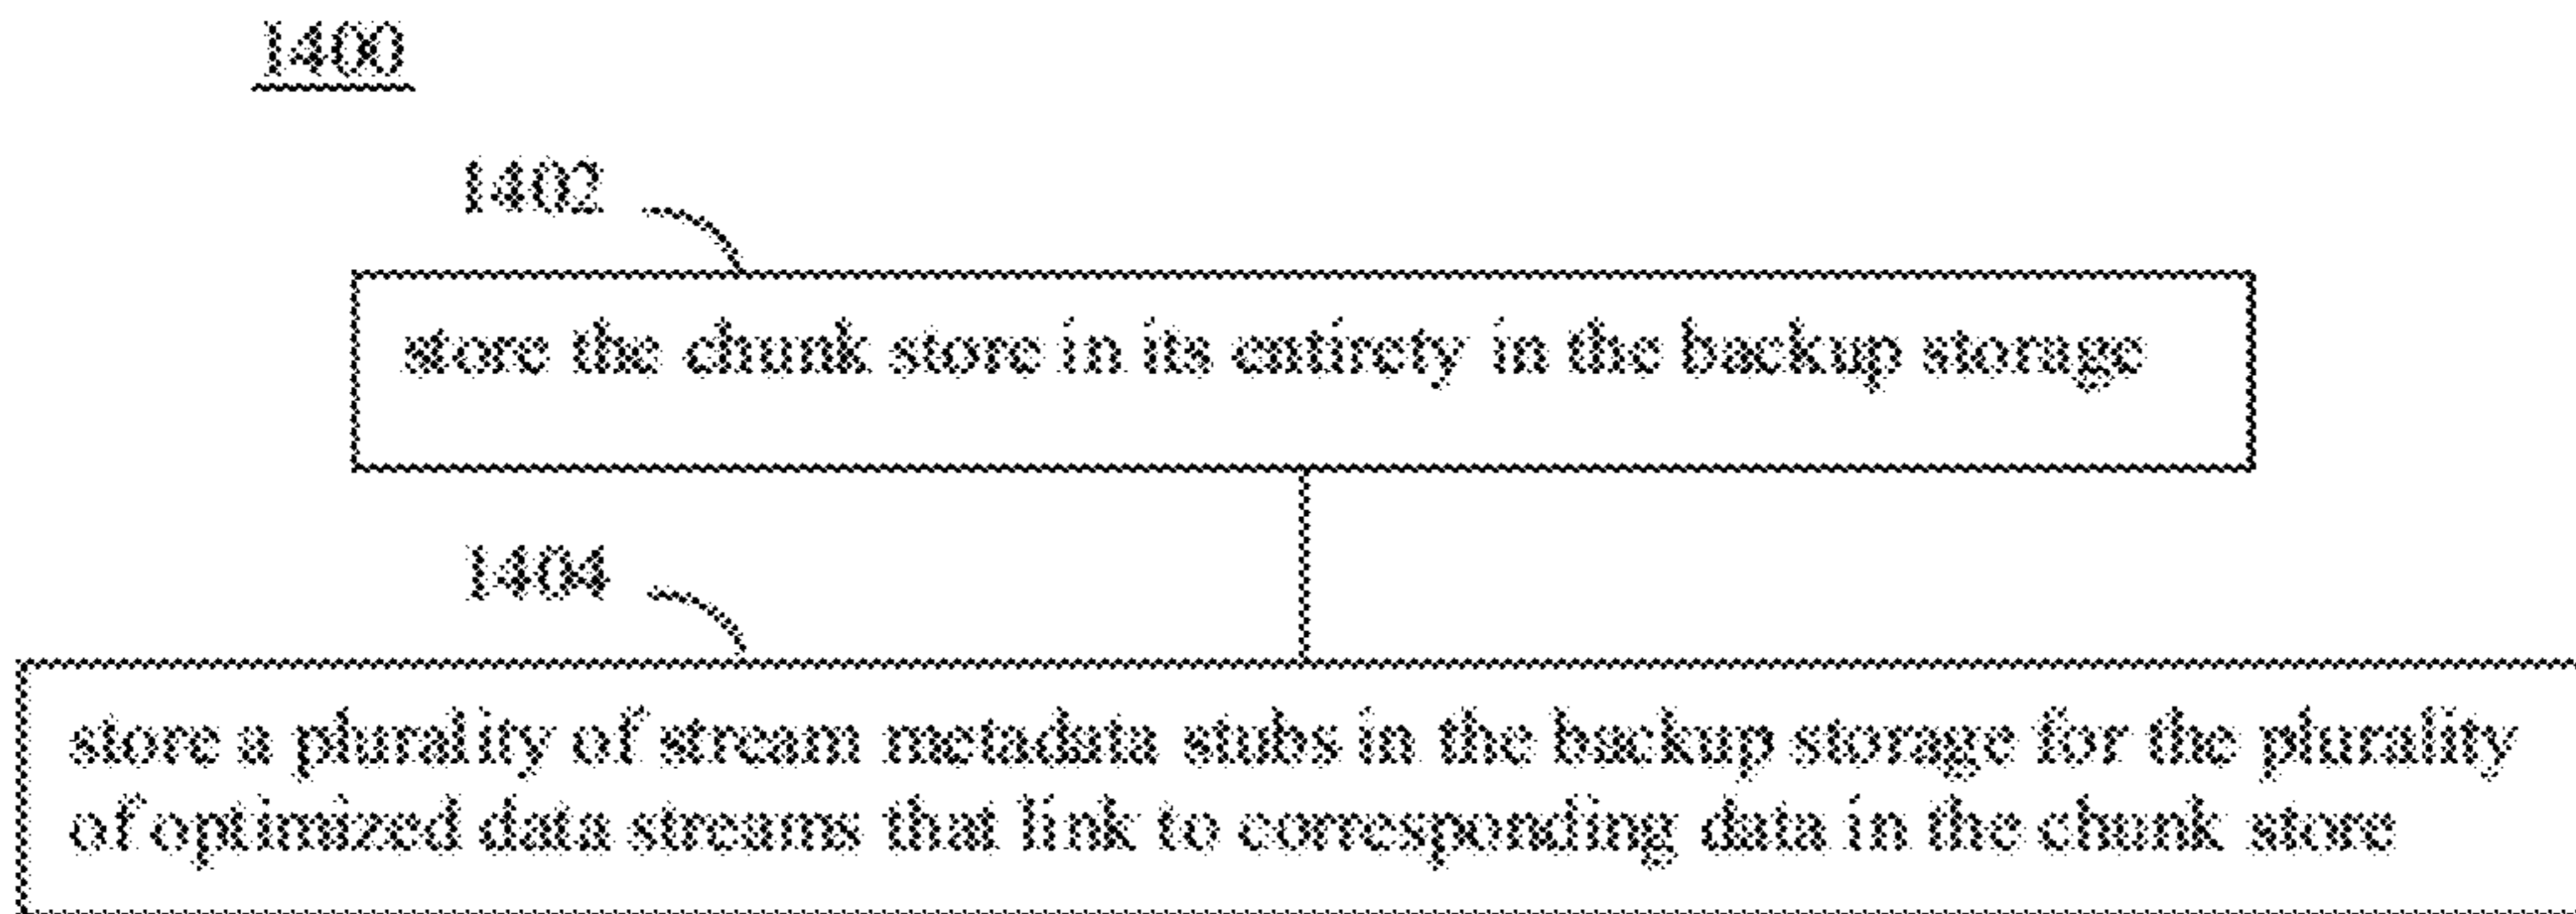 1400
1402
store the chunk store in its entirety in the backup storage
1404
store a plurality of stream metadata stubs in the backup storage for the plurality
of optimized data streams that link to corresponding data in the chunk store